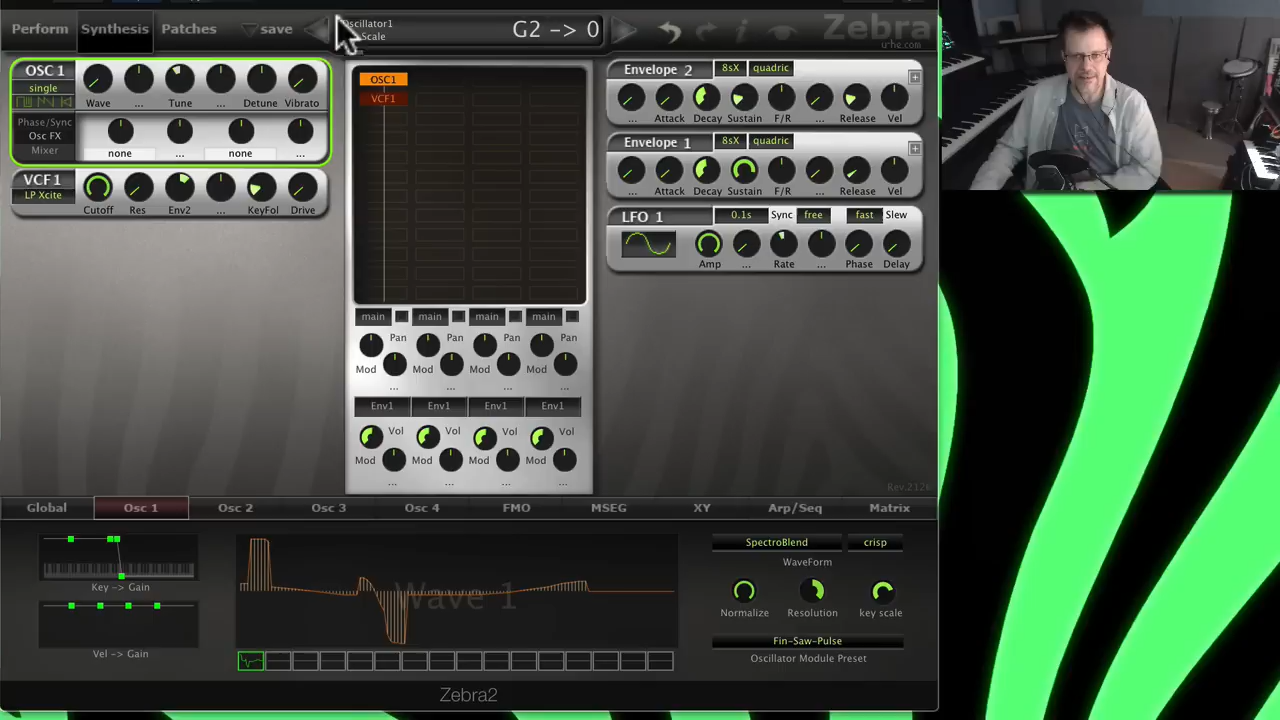 Perform Synthesis Patches save
Oscillator1
Scale
G2 -> 0
Zebra
u-he.com
OSC 1
single
Wave ... Tune ... Detune Vibrato
Phase/Sync
Osc FX
Mixer
none ... none ...
VCF1
LP Xcite
Cutoff Res Env2 ... KeyFol Drive
OSC1
VCF1
main main main main
Pan Pan Pan Pan
Mod Mod Mod Mod
... ... ... ...
Env1 Env1 Env1 Env1
Vol Vol Vol Vol
Mod Mod Mod Mod
... ... ... ...
Envelope 2 8sX quadric
... Attack Decay Sustain F/R ... Release Vel
Envelope 1 8sX quadric
... Attack Decay Sustain F/R ... Release Vel
LFO 1 0.1s Sync free fast Slew
Amp ... Rate ... Phase Delay
Global Osc 1 Osc 2 Osc 3 Osc 4 FMO MSEG XY Arp/Seq Matrix
Key -> Gain
Vel -> Gain
Wave 1
SpectroBlend crisp
WaveForm
Normalize Resolution key scale
Fin-Saw-Pulse
Oscillator Module Preset
Zebra2